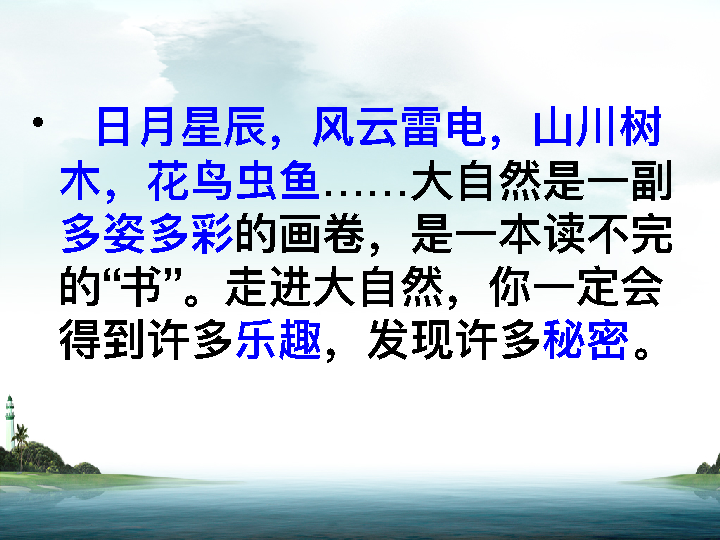 • 日月星辰，风云雷电，山川树
木，花鸟虫鱼……大自然是一副
多姿多彩的画卷，是一本读不完
的“书”。走进大自然，你一定会
得到许多乐趣，发现许多秘密。